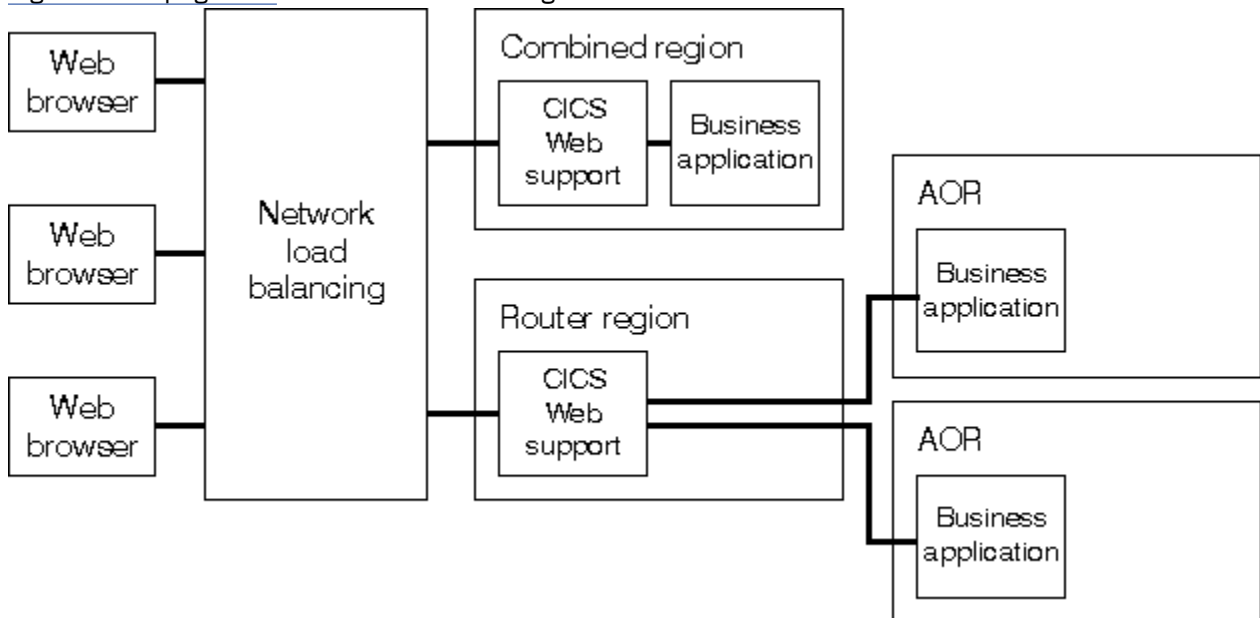 Web
browser
Web
browser
Web
browser
Network
load
balancing
Combined region
CICS
Web
support
Business
application
Router region
CICS
Web
support
AOR
Business
application
AOR
Business
application